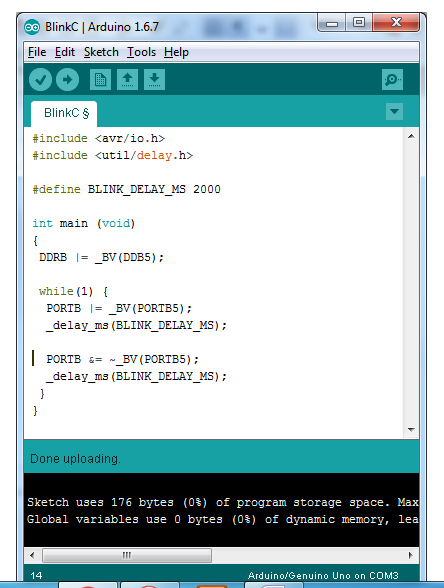 BlinkC | Arduino 1.6.7
File Edit Sketch Tools Help
BlinkC §
#include <avr/io.h>
#include <util/delay.h>
#define BLINK_DELAY_MS 2000
int main (void)
{
DDRB |= _BV(DDB5);
while(1) {
PORTB |= _BV(PORTB5);
_delay_ms(BLINK_DELAY_MS);
PORTB &= ~_BV(PORTB5);
_delay_ms(BLINK_DELAY_MS);
}
}
Done uploading.
Sketch uses 176 bytes (0%) of program storage space. Max
Global variables use 0 bytes (0%) of dynamic memory, lea
14 Arduino/Genuino Uno on COM3